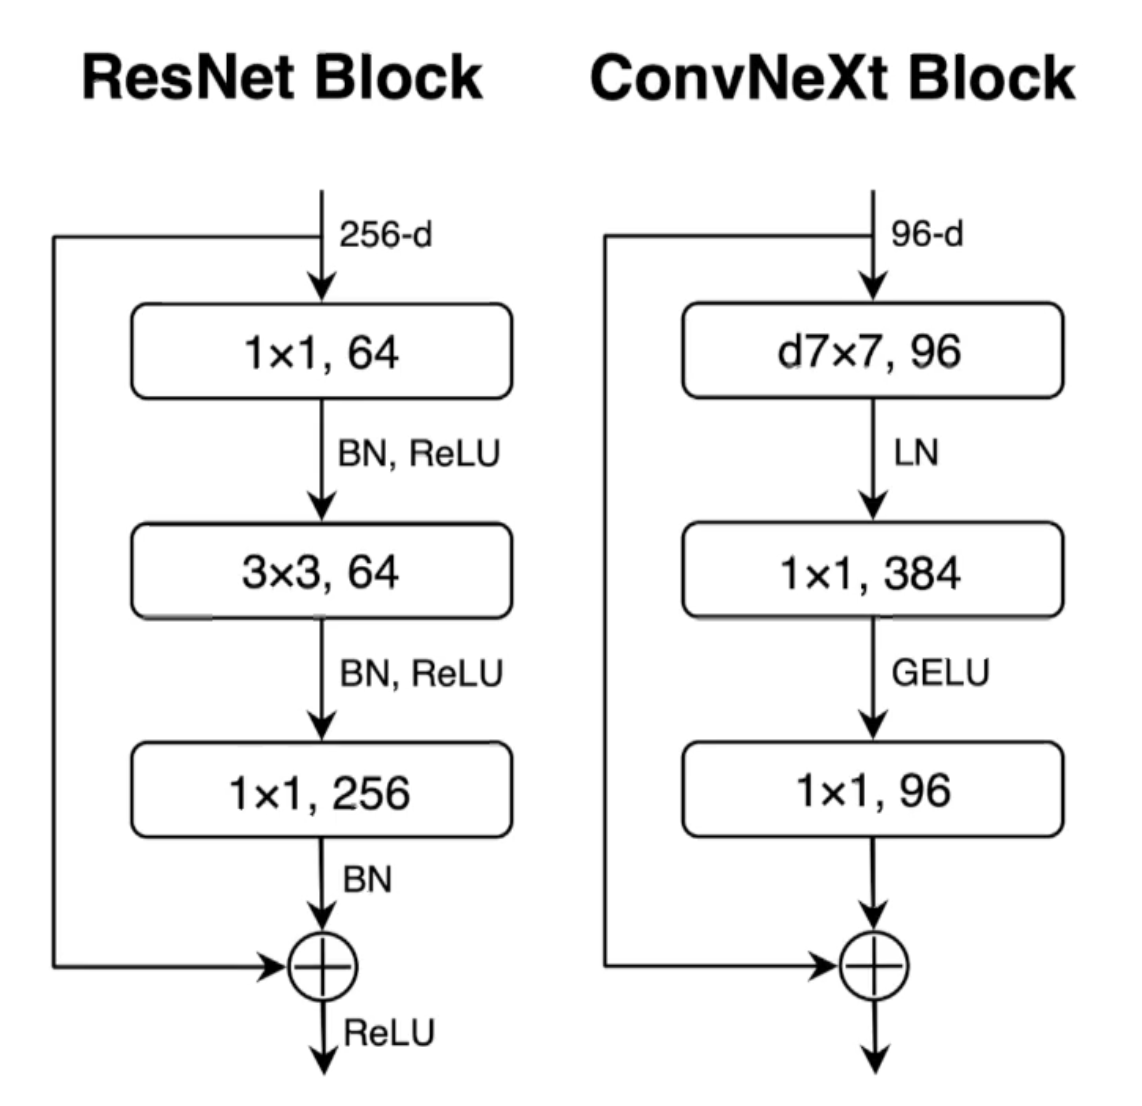 ResNet Block
256-d
1×1, 64
BN, ReLU
3×3, 64
BN, ReLU
1×1, 256
BN
ReLU
ConvNeXt Block
96-d
d7×7, 96
LN
1×1, 384
GELU
1×1, 96